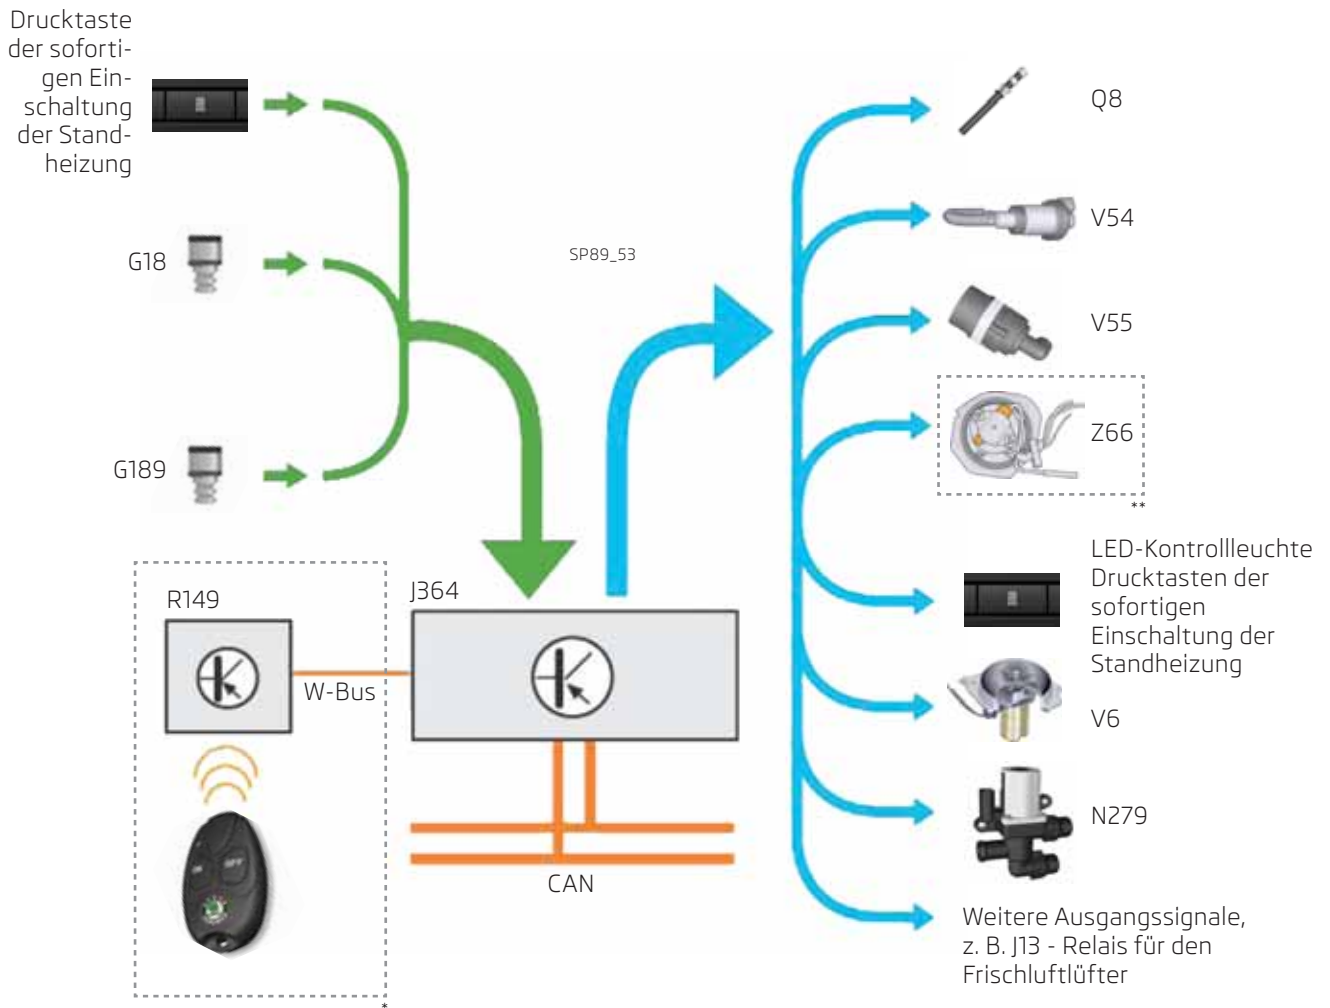 Drucktaste
der soforti-
gen Ein-
schaltung
der Stand-
heizung
G18
G189
SP89_53
Q8
V54
V55
Z66
**
LED-Kontrollleuchte
Drucktasten der
sofortigen
Einschaltung der
Standheizung
V6
N279
Weitere Ausgangssignale,
z. B. J13 - Relais für den
Frischluftlüfter
R149
J364
W-Bus
CAN
OFF
*